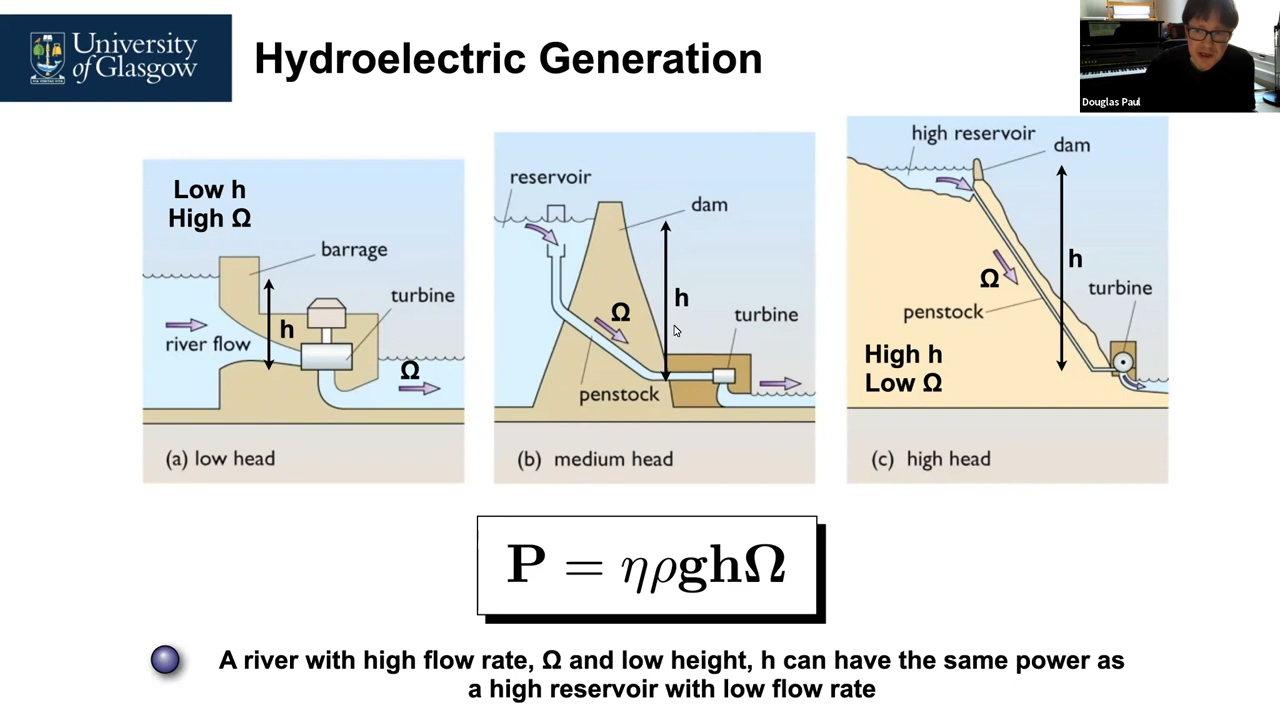 University
of Glasgow
Hydroelectric Generation
Douglas Paul
Low h
High Ω
barrage
turbine
h
river flow
Ω
(a) low head
reservoir
dam
Ω
h
turbine
penstock
(b) medium head
high reservoir
dam
h
Ω
turbine
penstock
High h
Low Ω
(c) high head
P = ηρghΩ
A river with high flow rate, Ω and low height, h can have the same power as
a high reservoir with low flow rate